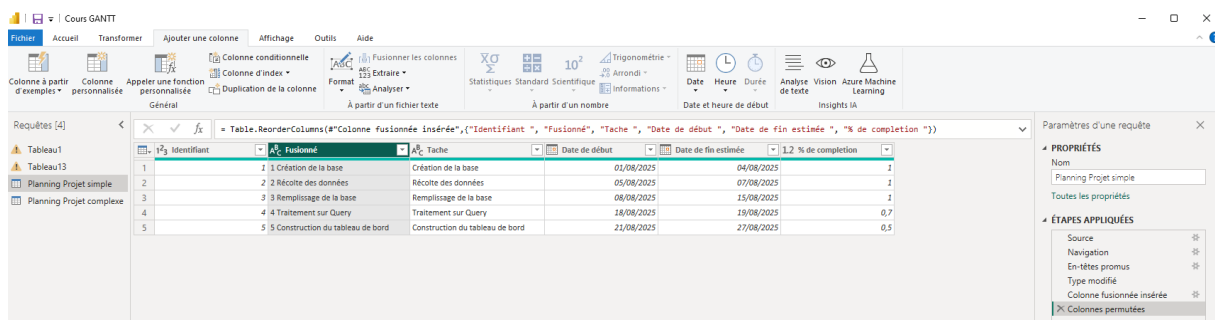 Cours GANTT
Fichier Accueil Transformer Ajouter une colonne Affichage Outils Aide
Colonne à partir d'exemples
Colonne personnalisée
Appeler une fonction personnalisée
Colonne conditionnelle
Colonne d'index
Duplication de la colonne
Général
Format
Fusionner les colonnes
Extraire
Analyser
À partir d'un fichier texte
Statistiques
Standard
Scientifique
Trigonométrie
Arrondi
Informations
À partir d'un nombre
Date
Heure
Durée
Date et heure de début
Analyse de texte
Vision
Azure Machine Learning
Insights IA
Requêtes [4]
Tableau1
Tableau13
Planning Projet simple
Planning Projet complexe
= Table.ReorderColumns(#"Colonne fusionnée insérée",{"Identifiant ", "Fusionné", "Tache ", "Date de début ", "Date de fin estimée ", "% de completion "})
Identifiant Fusionné Tache Date de début Date de fin estimée 1.2 % de completion
1 1 1 Création de la base Création de la base 01/08/2025 04/08/2025 1
2 2 2 Récolte des données Récolte des données 05/08/2025 07/08/2025 1
3 3 3 Remplissage de la base Remplissage de la base 08/08/2025 15/08/2025 1
4 4 4 Traitement sur Query Traitement sur Query 18/08/2025 19/08/2025 0,7
5 5 5 Construction du tableau de bord Construction du tableau de bord 21/08/2025 27/08/2025 0,5
Paramètres d'une requête
PROPRIÉTÉS
Nom
Planning Projet simple
Toutes les propriétés
ÉTAPES APPLIQUÉES
Source
Navigation
En-têtes promus
Type modifié
Colonne fusionnée insérée
Colonnes permutées